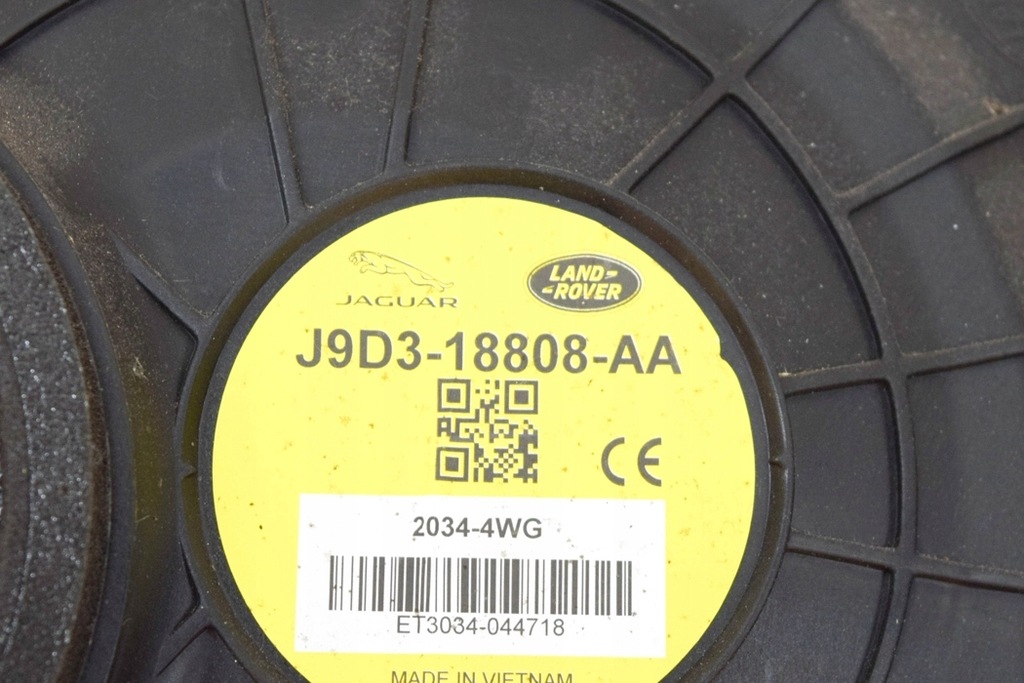 JAGUAR
LAND-
-ROVER
J9D3-18808-AA
CE
2034-4WG
ET3034-044718
MADE IN VIETNAM